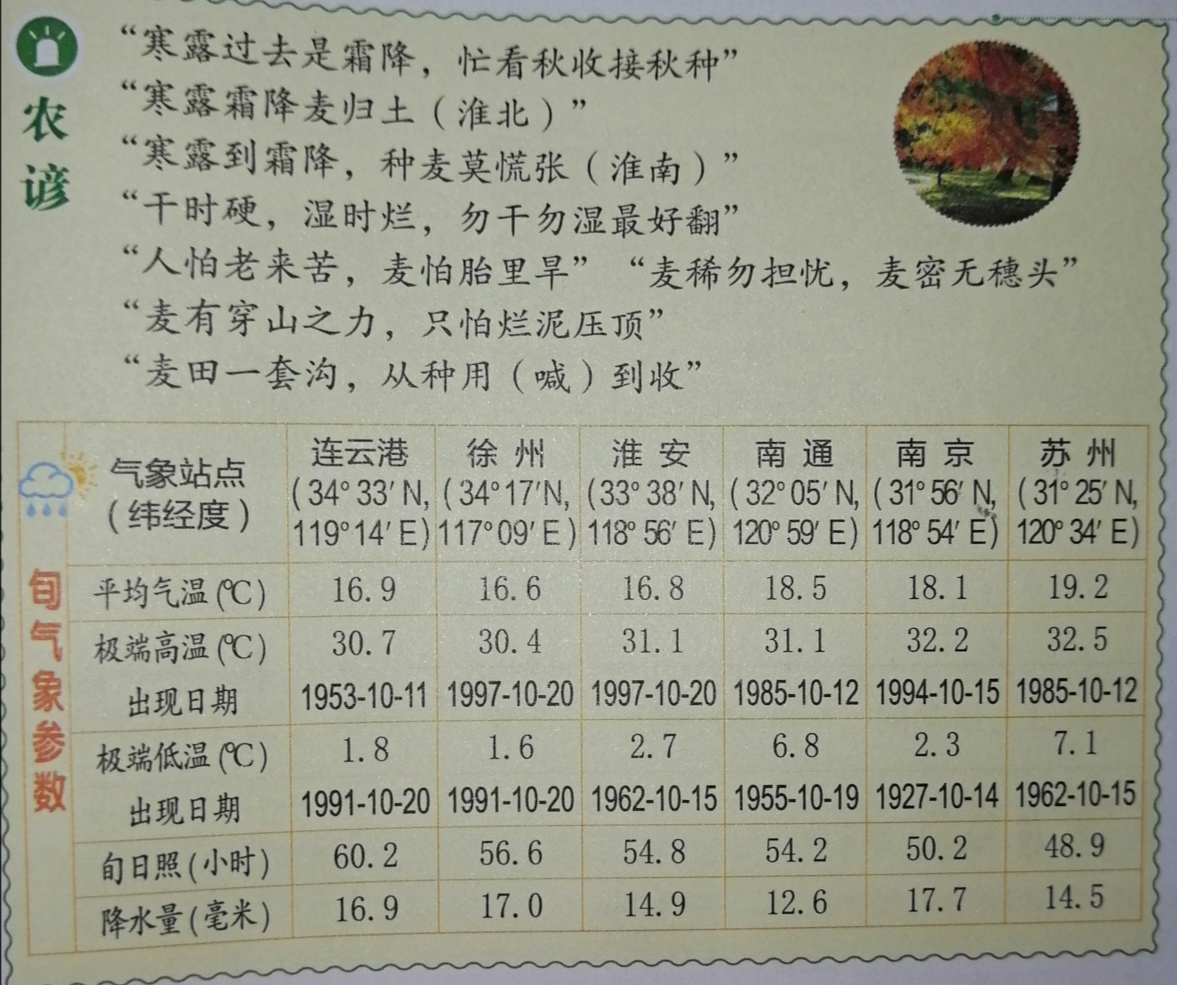 农谚
“寒露过去是霜降，忙看秋收接秋种”
“寒露霜降麦归土（淮北）”
“寒露到霜降，种麦莫慌张（淮南）”
“干时硬，湿时烂，勿干勿湿最好翻”
“人怕老来苦，麦怕胎里旱” “麦稀勿担忧，麦密无穗头”
“麦有穿山之力，只怕烂泥压顶”
“麦田一套沟，从种用（喊）到收”
旬气象参数
气象站点（纬经度） 连云港（34°33′N，119°14′E） 徐州（34°17′N，117°09′E） 淮安（33°38′N，118°56′E） 南通（32°05′N，120°59′E） 南京（31°56′N，118°54′E） 苏州（31°25′N，120°34′E）
平均气温（℃） 16.9 16.6 16.8 18.5 18.1 19.2
极端高温（℃） 30.7 30.4 31.1 31.1 32.2 32.5
出现日期 1953-10-11 1997-10-20 1997-10-20 1985-10-12 1994-10-15 1985-10-12
极端低温（℃） 1.8 1.6 2.7 6.8 2.3 7.1
出现日期 1991-10-20 1991-10-20 1962-10-15 1955-10-19 1927-10-14 1962-10-15
旬日照（小时） 60.2 56.6 54.8 54.2 50.2 48.9
降水量（毫米） 16.9 17.0 14.9 12.6 17.7 14.5